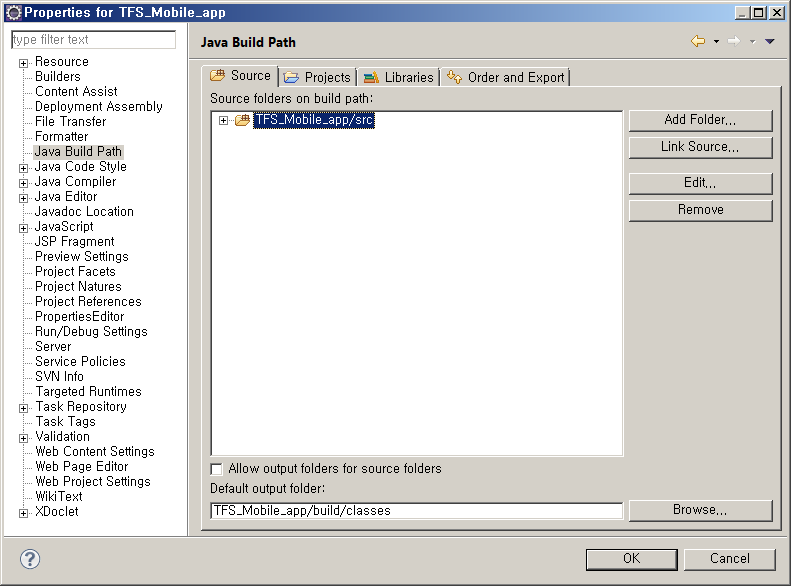 Properties for TFS_Mobile_app
type filter text
Resource
Builders
Content Assist
Deployment Assembly
File Transfer
Formatter
Java Build Path
Java Code Style
Java Compiler
Java Editor
Javadoc Location
JavaScript
JSP Fragment
Preview Settings
Project Facets
Project Natures
Project References
PropertiesEditor
Run/Debug Settings
Server
Service Policies
SVN Info
Targeted Runtimes
Task Repository
Task Tags
Validation
Web Content Settings
Web Page Editor
Web Project Settings
WikiText
XDoclet
Java Build Path
Source Projects Libraries Order and Export
Source folders on build path:
TFS_Mobile_app/src
Add Folder...
Link Source...
Edit...
Remove
Allow output folders for source folders
Default output folder:
TFS_Mobile_app/build/classes
Browse...
?
OK Cancel